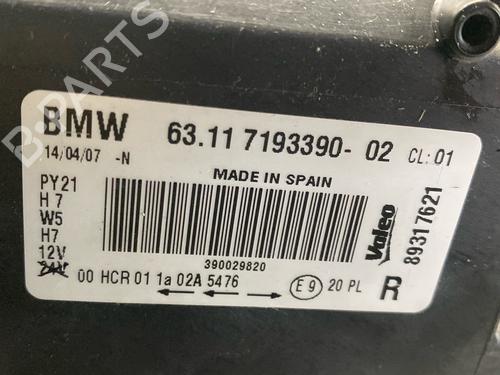 B-PARTS
BMW 63.11 7193390- 02 CL: 01
14/04/07 -N
MADE IN SPAIN
PY21
H 7
W5
H7
12V
24V
390029820
00 HCR 01 1a 02A 5476
E 9 20 PL
R
Valeo
89317621